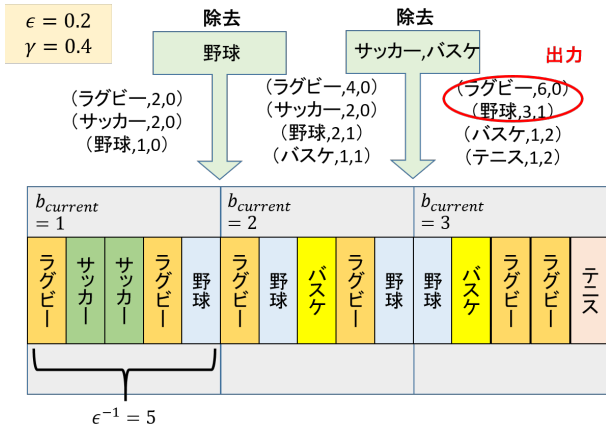 ϵ = 0.2
γ = 0.4
除去
野球
除去
サッカー,バスケ
出力
(ラグビー,2,0)
(サッカー,2,0)
(野球,1,0)
(ラグビー,4,0)
(サッカー,2,0)
(野球,2,1)
(バスケ,1,1)
(ラグビー,6,0)
(野球,3,1)
(バスケ,1,2)
(テニス,1,2)
b_current
= 1
b_current
= 2
b_current
= 3
ラグビー
サッカー
サッカー
ラグビー
野球
ラグビー
野球
バスケ
ラグビー
野球
野球
バスケ
ラグビー
ラグビー
テニス
ϵ⁻¹ = 5